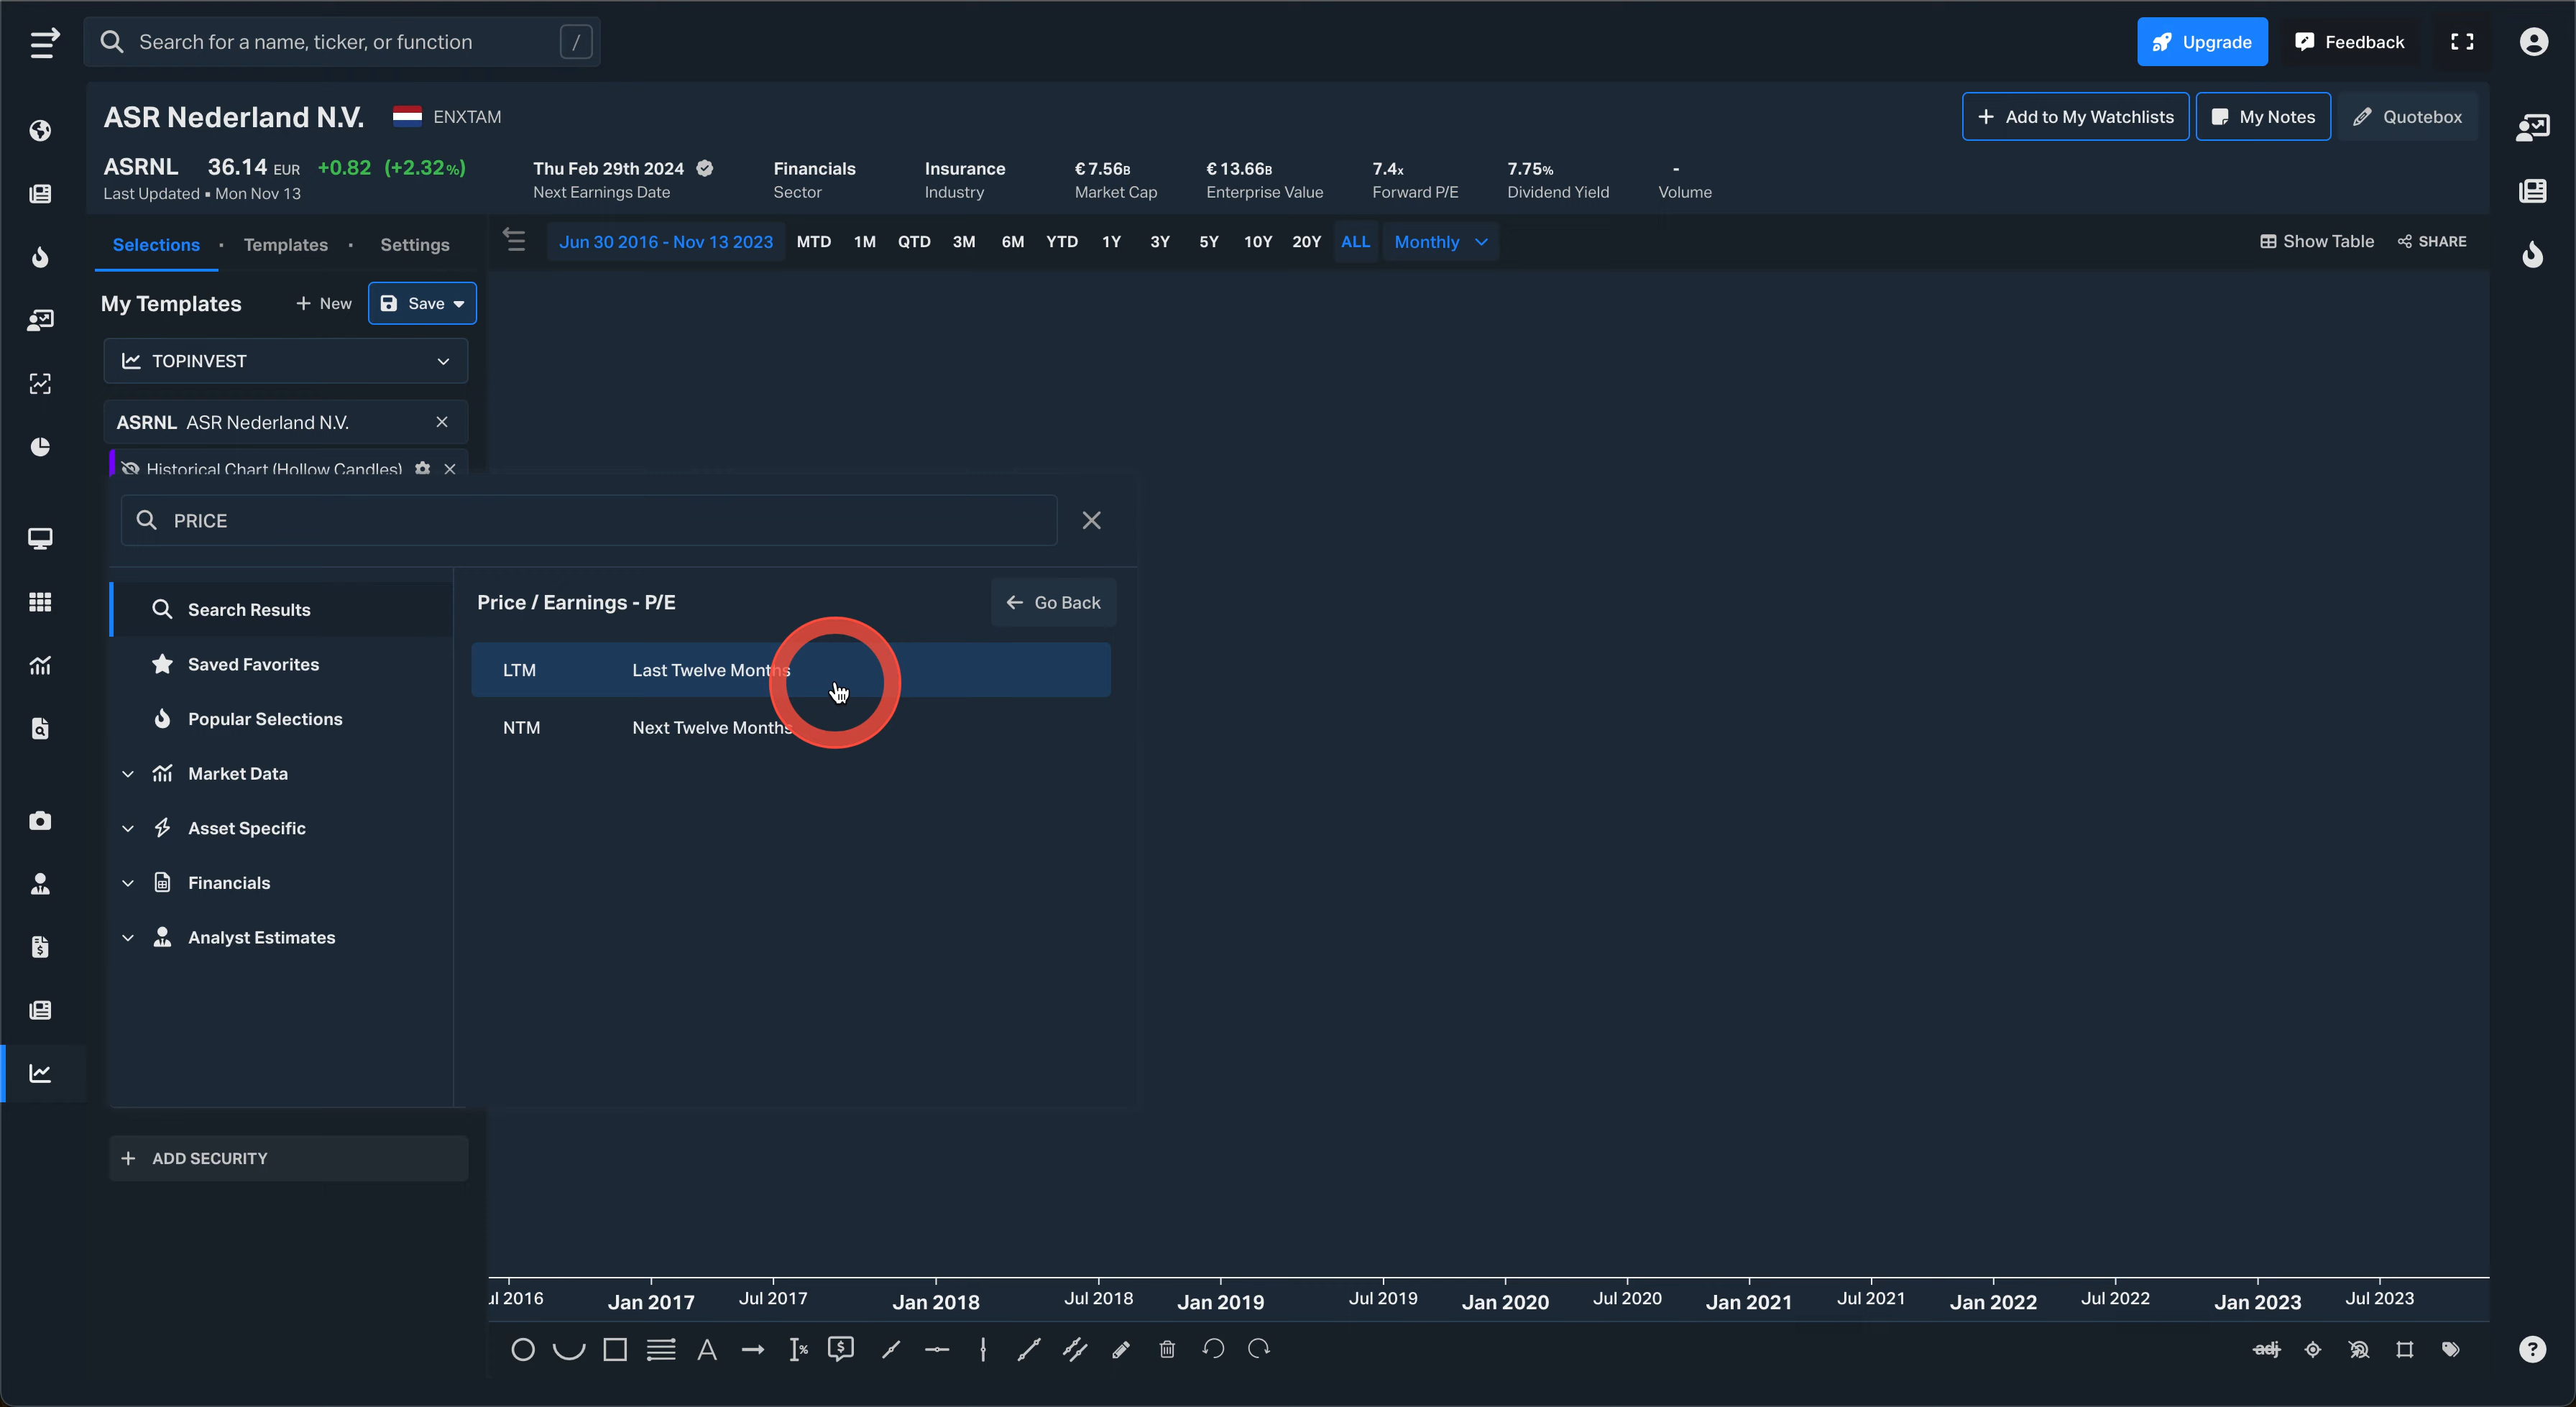 Search for a name, ticker, or function /
Upgrade
Feedback
ASR Nederland N.V. ENXTAM
Add to My Watchlists
My Notes
Quotebox
ASRNL 36.14 EUR +0.82 (+2.32%)
Last Updated ▪ Mon Nov 13
Thu Feb 29th 2024
Next Earnings Date
Financials
Sector
Insurance
Industry
€ 7.56B
Market Cap
€ 13.66B
Enterprise Value
7.4x
Forward P/E
7.75%
Dividend Yield
-
Volume
Selections · Templates · Settings
Jun 30 2016 - Nov 13 2023 MTD 1M QTD 3M 6M YTD 1Y 3Y 5Y 10Y 20Y ALL Monthly
Show Table SHARE
My Templates + New Save
TOPINVEST
ASRNL ASR Nederland N.V.
Historical Chart (Hollow Candles)
PRICE
Search Results
Saved Favorites
Popular Selections
Market Data
Asset Specific
Financials
Analyst Estimates
Price / Earnings - P/E
Go Back
LTM Last Twelve Months
NTM Next Twelve Months
+ ADD SECURITY
ul 2016 Jan 2017 Jul 2017 Jan 2018 Jul 2018 Jan 2019 Jul 2019 Jan 2020 Jul 2020 Jan 2021 Jul 2021 Jan 2022 Jul 2022 Jan 2023 Jul 2023
adj